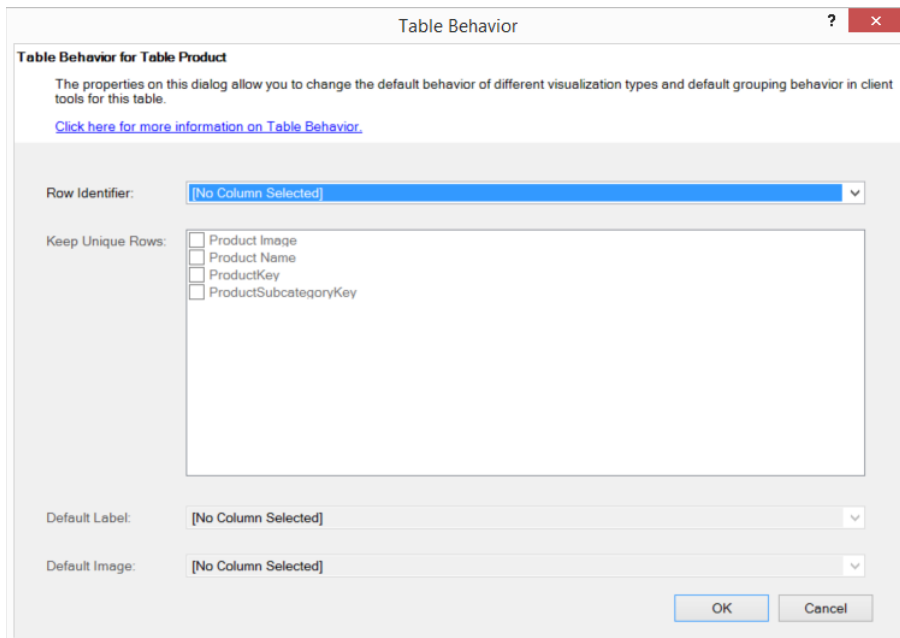 Table Behavior
?
Table Behavior for Table Product
The properties on this dialog allow you to change the default behavior of different visualization types and default grouping behavior in client
tools for this table.
Click here for more information on Table Behavior.
Row Identifier:
[No Column Selected]
Keep Unique Rows:
Product Image
Product Name
ProductKey
ProductSubcategoryKey
Default Label:
[No Column Selected]
Default Image:
[No Column Selected]
OK
Cancel